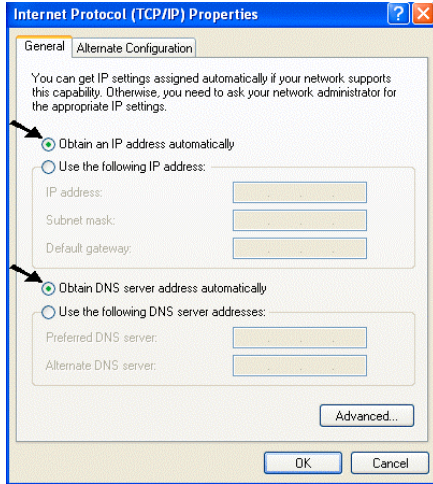 Internet Protocol (TCP/IP) Properties
General
Alternate Configuration
You can get IP settings assigned automatically if your network supports
this capability. Otherwise, you need to ask your network administrator for
the appropriate IP settings.
Obtain an IP address automatically
Use the following IP address:
IP address:
Subnet mask:
Default gateway:
Obtain DNS server address automatically
Use the following DNS server addresses:
Preferred DNS server:
Alternate DNS server:
Advanced...
OK
Cancel